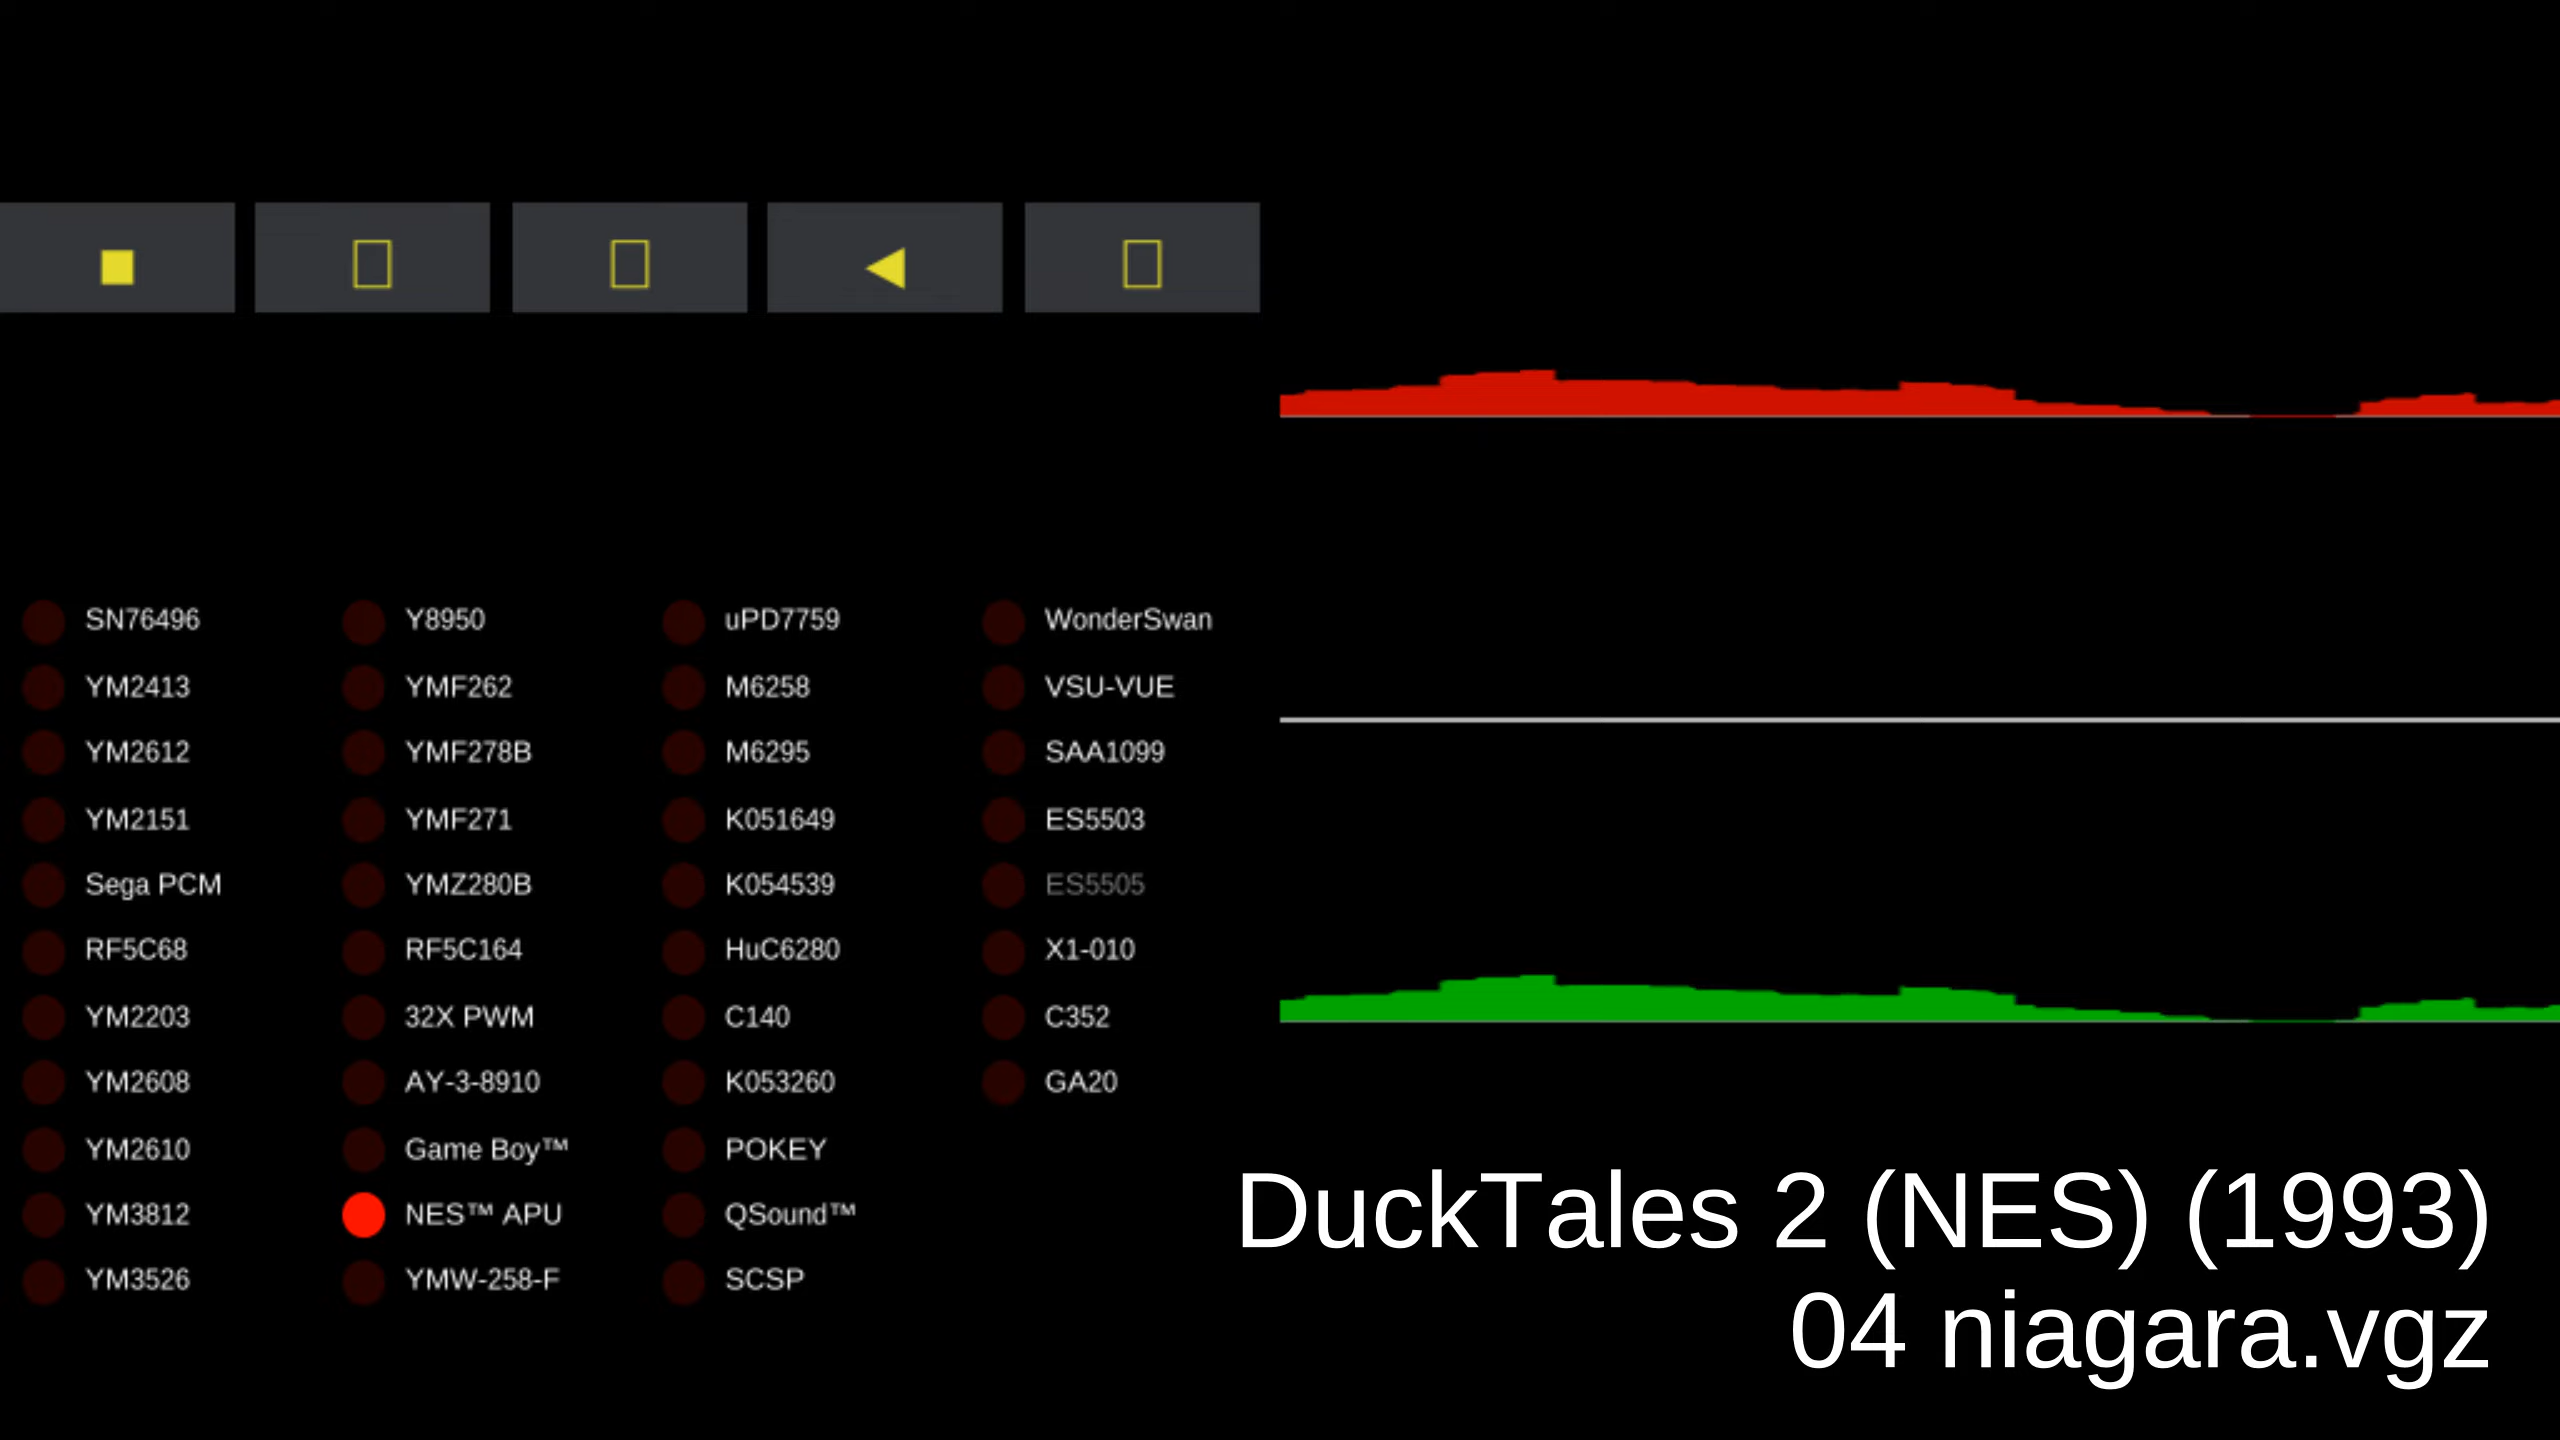 SN76496
YM2413
YM2612
YM2151
Sega PCM
RF5C68
YM2203
YM2608
YM2610
YM3812
YM3526
Y8950
YMF262
YMF278B
YMF271
YMZ280B
RF5C164
32X PWM
AY-3-8910
Game Boy™
NES™ APU
YMW-258-F
uPD7759
M6258
M6295
K051649
K054539
HuC6280
C140
K053260
POKEY
QSound™
SCSP
WonderSwan
VSU-VUE
SAA1099
ES5503
ES5505
X1-010
C352
GA20
DuckTales 2 (NES) (1993)
04 niagara.vgz